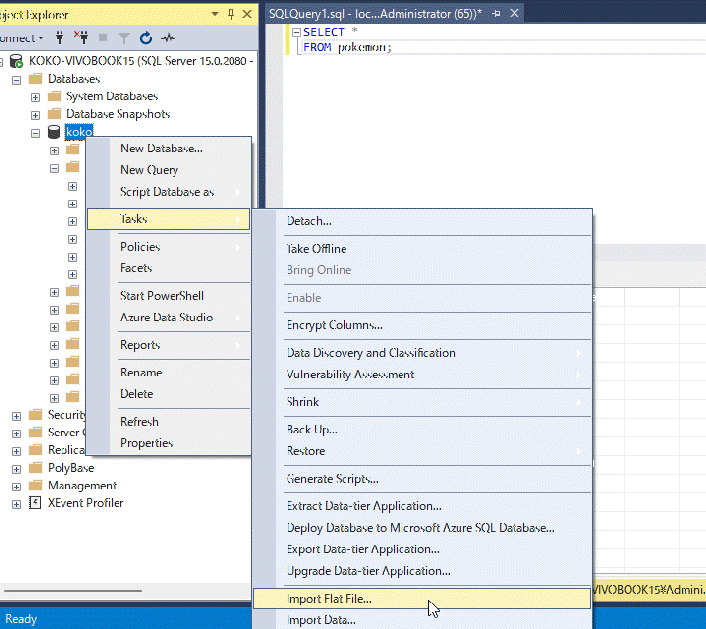 bject Explorer
onnect
KOKO-VIVOBOOK15 (SQL Server 15.0.2080 -
Databases
System Databases
Database Snapshots
koko
Security
Server
Replica
PolyBase
Management
XEvent Profiler
New Database...
New Query
Script Database as
Tasks
Policies
Facets
Start PowerShell
Azure Data Studio
Reports
Rename
Delete
Refresh
Properties
Detach...
Take Offline
Bring Online
Enable
Encrypt Columns...
Data Discovery and Classification
Vulnerability Assessment
Shrink
Back Up...
Restore
Generate Scripts...
Extract Data-tier Application...
Deploy Database to Microsoft Azure SQL Database...
Export Data-tier Application...
Upgrade Data-tier Application...
Import Flat File...
Import Data...
SQLQuery1.sql - loc...Administrator (65))*
SELECT *
FROM pokemon;
VIVOBOOK15¥Admini.
Ready